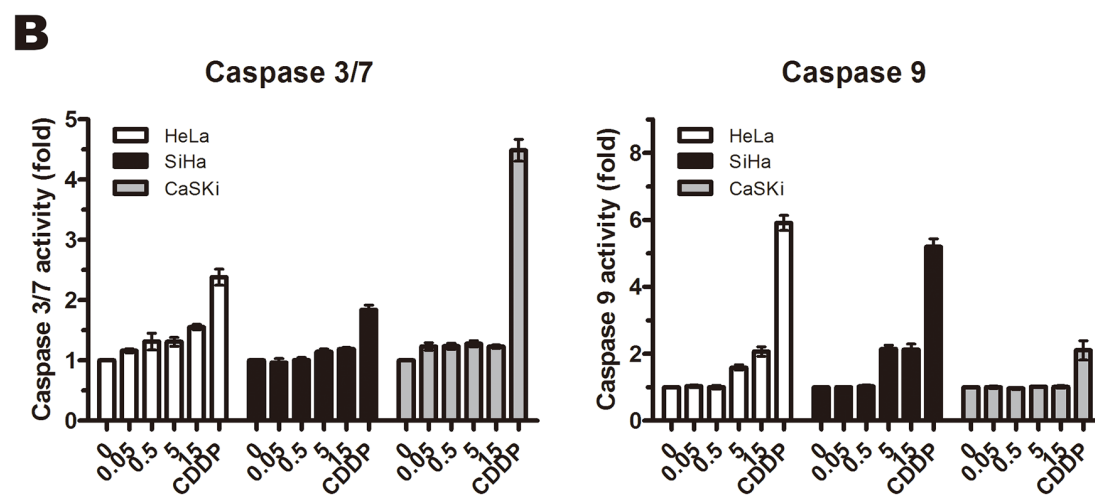 B
Caspase 3/7
Caspase 3/7 activity (fold)
5
4
3
2
1
0
HeLa
SiHa
CaSKi
0 0.05 0.5 5 15 CDDP 0 0.05 0.5 5 15 CDDP 0 0.05 0.5 5 15 CDDP
Caspase 9
Caspase 9 activity (fold)
8
6
4
2
0
HeLa
SiHa
CaSKi
0 0.05 0.5 5 15 CDDP 0 0.05 0.5 5 15 CDDP 0 0.05 0.5 5 15 CDDP